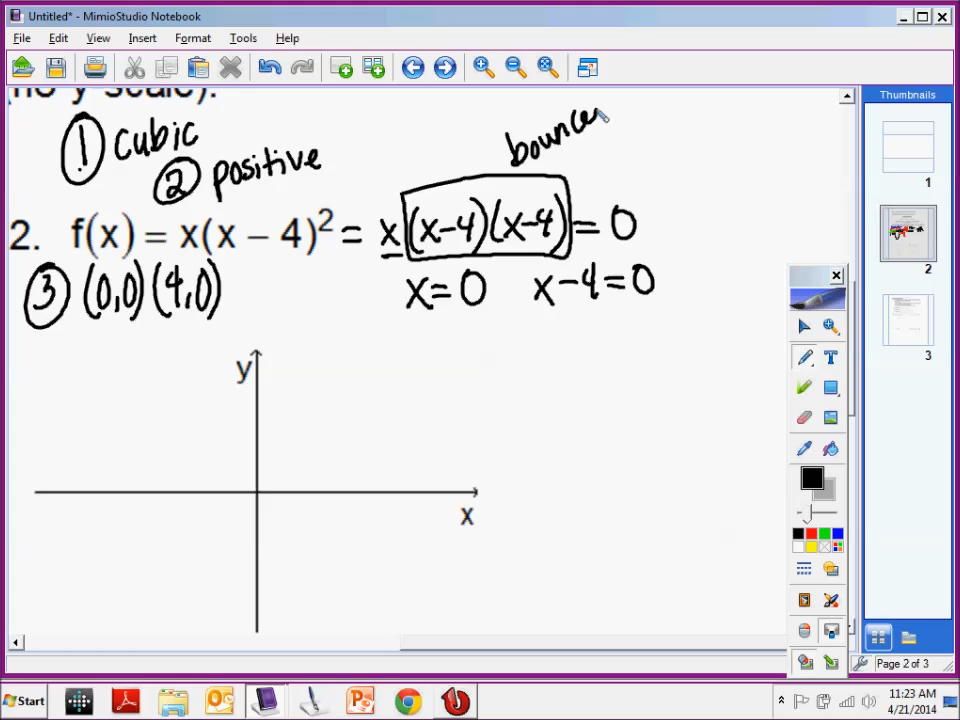 Untitled* - MimioStudio Notebook
File Edit View Insert Format Tools Help
(no y scale).
Thumbnails
① cubic
② positive
bounce
2. f(x) = x(x − 4)² = x(x−4)(x−4) = 0
③ (0,0) (4,0)
x=0 x−4=0
y
x
1
2
3
Page 2 of 3
Start
11:23 AM
4/21/2014